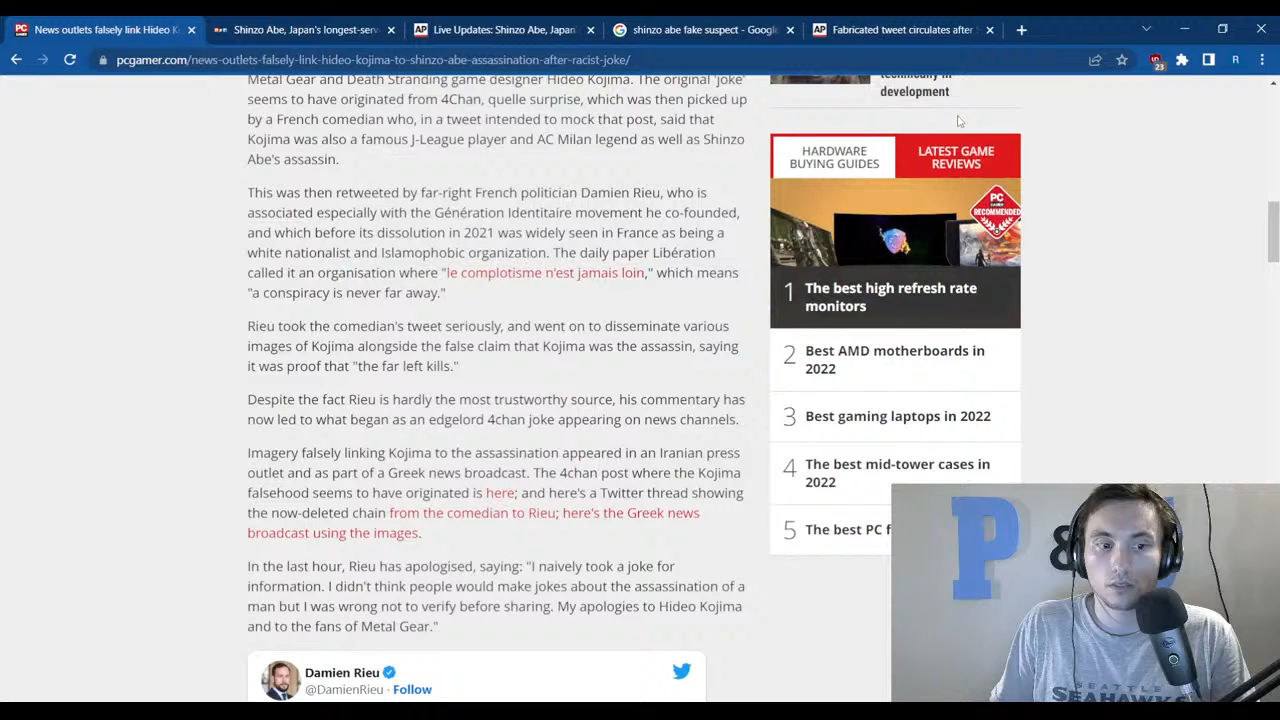 News outlets falsely link Hideo K
Shinzo Abe, Japan's longest-serv
Live Updates: Shinzo Abe, Japan'
shinzo abe fake suspect - Google
Fabricated tweet circulates after S
pcgamer.com/news-outlets-falsely-link-hideo-kojima-to-shinzo-abe-assassination-after-racist-joke/
23
R
Metal Gear and Death Stranding game designer Hideo Kojima. The original 'joke'
seems to have originated from 4Chan, quelle surprise, which was then picked up
by a French comedian who, in a tweet intended to mock that post, said that
Kojima was also a famous J-League player and AC Milan legend as well as Shinzo
Abe's assassin.
This was then retweeted by far-right French politician Damien Rieu, who is
associated especially with the Génération Identitaire movement he co-founded,
and which before its dissolution in 2021 was widely seen in France as being a
white nationalist and Islamophobic organization. The daily paper Libération
called it an organisation where "le complotisme n'est jamais loin," which means
"a conspiracy is never far away."
Rieu took the comedian's tweet seriously, and went on to disseminate various
images of Kojima alongside the false claim that Kojima was the assassin, saying
it was proof that "the far left kills."
Despite the fact Rieu is hardly the most trustworthy source, his commentary has
now led to what began as an edgelord 4chan joke appearing on news channels.
Imagery falsely linking Kojima to the assassination appeared in an Iranian press
outlet and as part of a Greek news broadcast. The 4chan post where the Kojima
falsehood seems to have originated is here; and here's a Twitter thread showing
the now-deleted chain from the comedian to Rieu; here's the Greek news
broadcast using the images.
In the last hour, Rieu has apologised, saying: "I naively took a joke for
information. I didn't think people would make jokes about the assassination of a
man but I was wrong not to verify before sharing. My apologies to Hideo Kojima
and to the fans of Metal Gear."
Damien Rieu
@DamienRieu · Follow
technically in
development
HARDWARE
BUYING GUIDES
LATEST GAME
REVIEWS
PC
GAMER
RECOMMENDED
1 The best high refresh rate
monitors
2 Best AMD motherboards in
2022
3 Best gaming laptops in 2022
4 The best mid-tower cases in
2022
5 The best PC f
P &
SEATTLE
SEAHAWKS